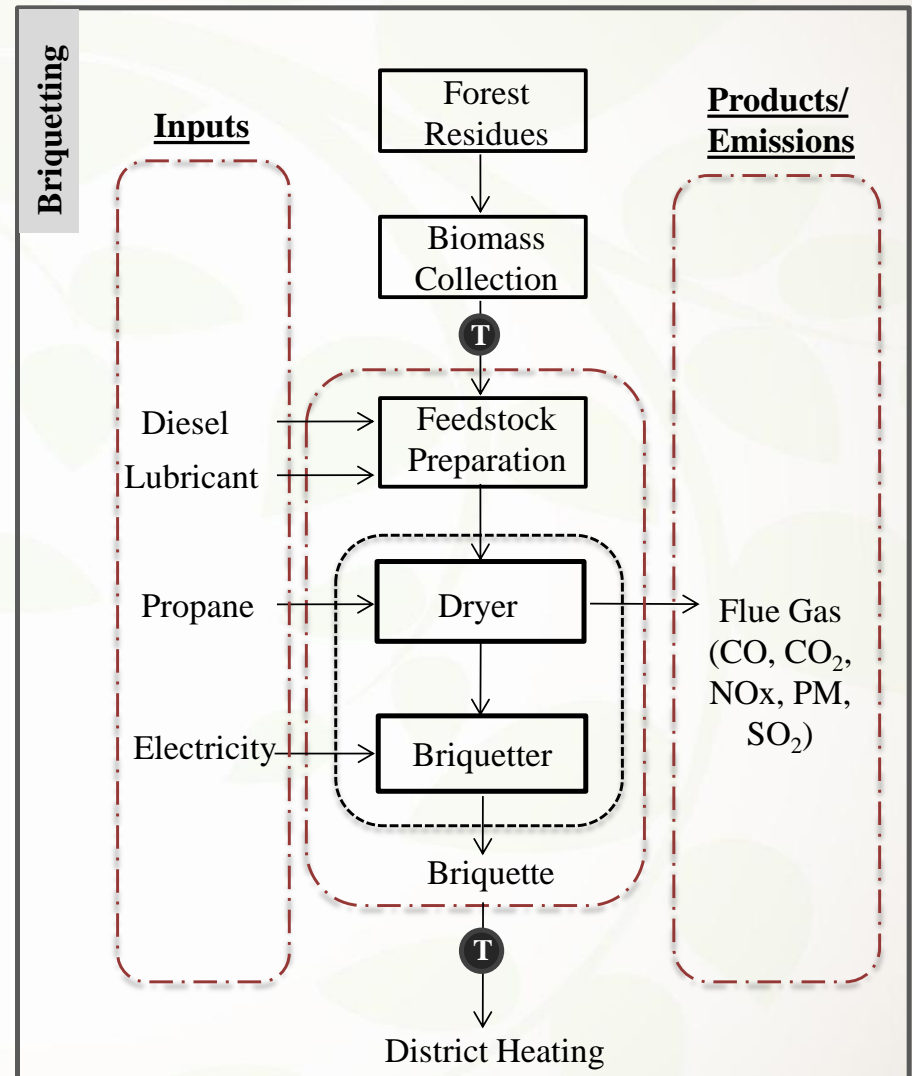 Briquetting
Inputs
Forest
Residues
Products/
Emissions
Biomass
Collection
T
Diesel
Lubricant
Feedstock
Preparation
Propane
Dryer
Flue Gas
(CO, CO₂,
NOx, PM,
SO₂)
Electricity
Briquetter
Briquette
T
District Heating